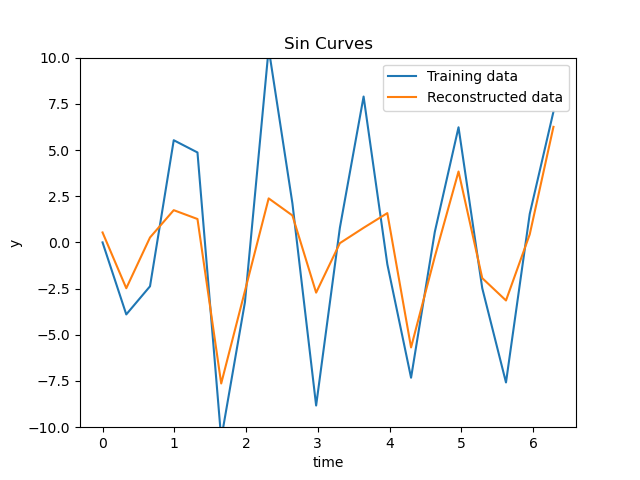 Sin Curves
Training data
Reconstructed data
10.0
7.5
5.0
2.5
0.0
−2.5
−5.0
−7.5
−10.0
y
0 1 2 3 4 5 6
time